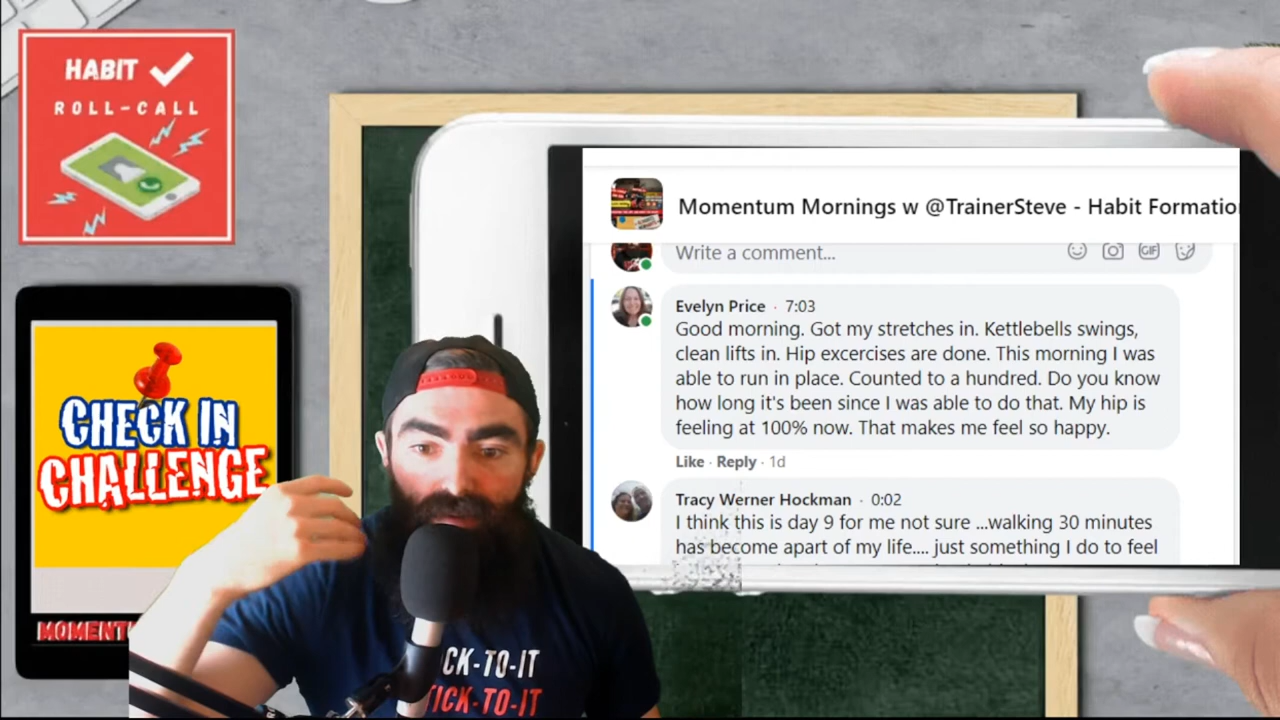 HABIT
ROLL-CALL
CHECK IN
CHALLENGE
Momentum Mornings w @TrainerSteve - Habit Formatio
Write a comment...
GIF
Evelyn Price · 7:03
Good morning. Got my stretches in. Kettlebells swings,
clean lifts in. Hip excercises are done. This morning I was
able to run in place. Counted to a hundred. Do you know
how long it's been since I was able to do that. My hip is
feeling at 100% now. That makes me feel so happy.
Like · Reply · 1d
Tracy Werner Hockman · 0:02
I think this is day 9 for me not sure ...walking 30 minutes
has become apart of my life.... just something I do to feel
MOMENT
CK-TO-IT
TICK-TO-IT